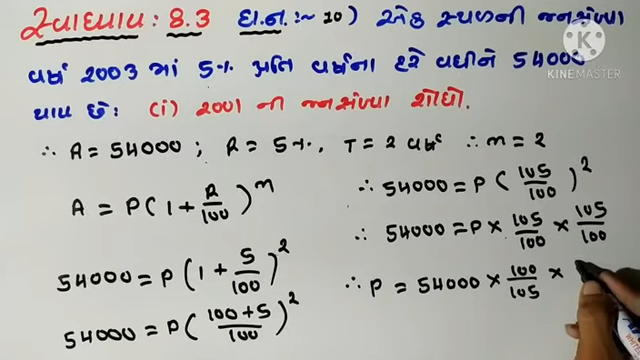 સ્વાધ્યાય : 8.3 દા.ન. :~ 10) એક સ્થળની જનસંખ્યા
વર્ષ 2003 માં 5% પ્રતિ વર્ષના દરે વધીને 54000
થાય છે: (i) 2001 ની જનસંખ્યા શોધો.
∴ A = 54000 ; R = 5%, T = 2 વર્ષ ∴ n = 2
A = P(1 + R/100)^n
54000 = P(1 + 5/100)^2
54000 = P(100+5/100)^2
∴ 54000 = P(105/100)^2
∴ 54000 = P × 105/100 × 105/100
∴ P = 54000 × 100/105 ×
KINEMASTER